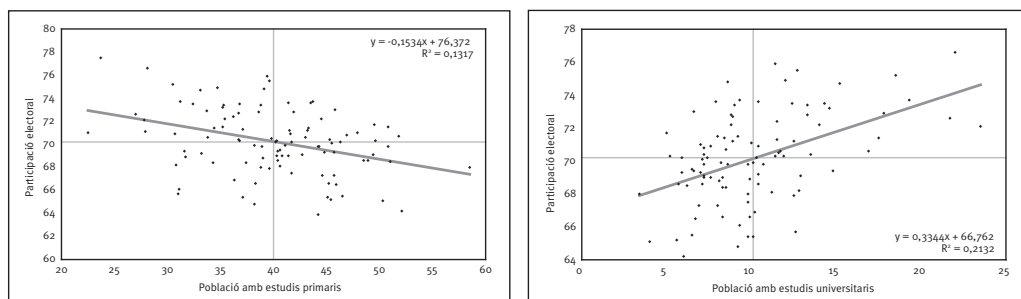 80
78
76
74
72
70
68
66
64
62
60
Participació electoral
y = -0,1534x + 76,372
R² = 0,1317
20 25 30 35 40 45 50 55 60
Població amb estudis primaris
78
76
74
72
70
68
66
64
Participació electoral
y = 0,3344x + 66,762
R² = 0,2132
0 5 10 15 20 25
Població amb estudis universitaris